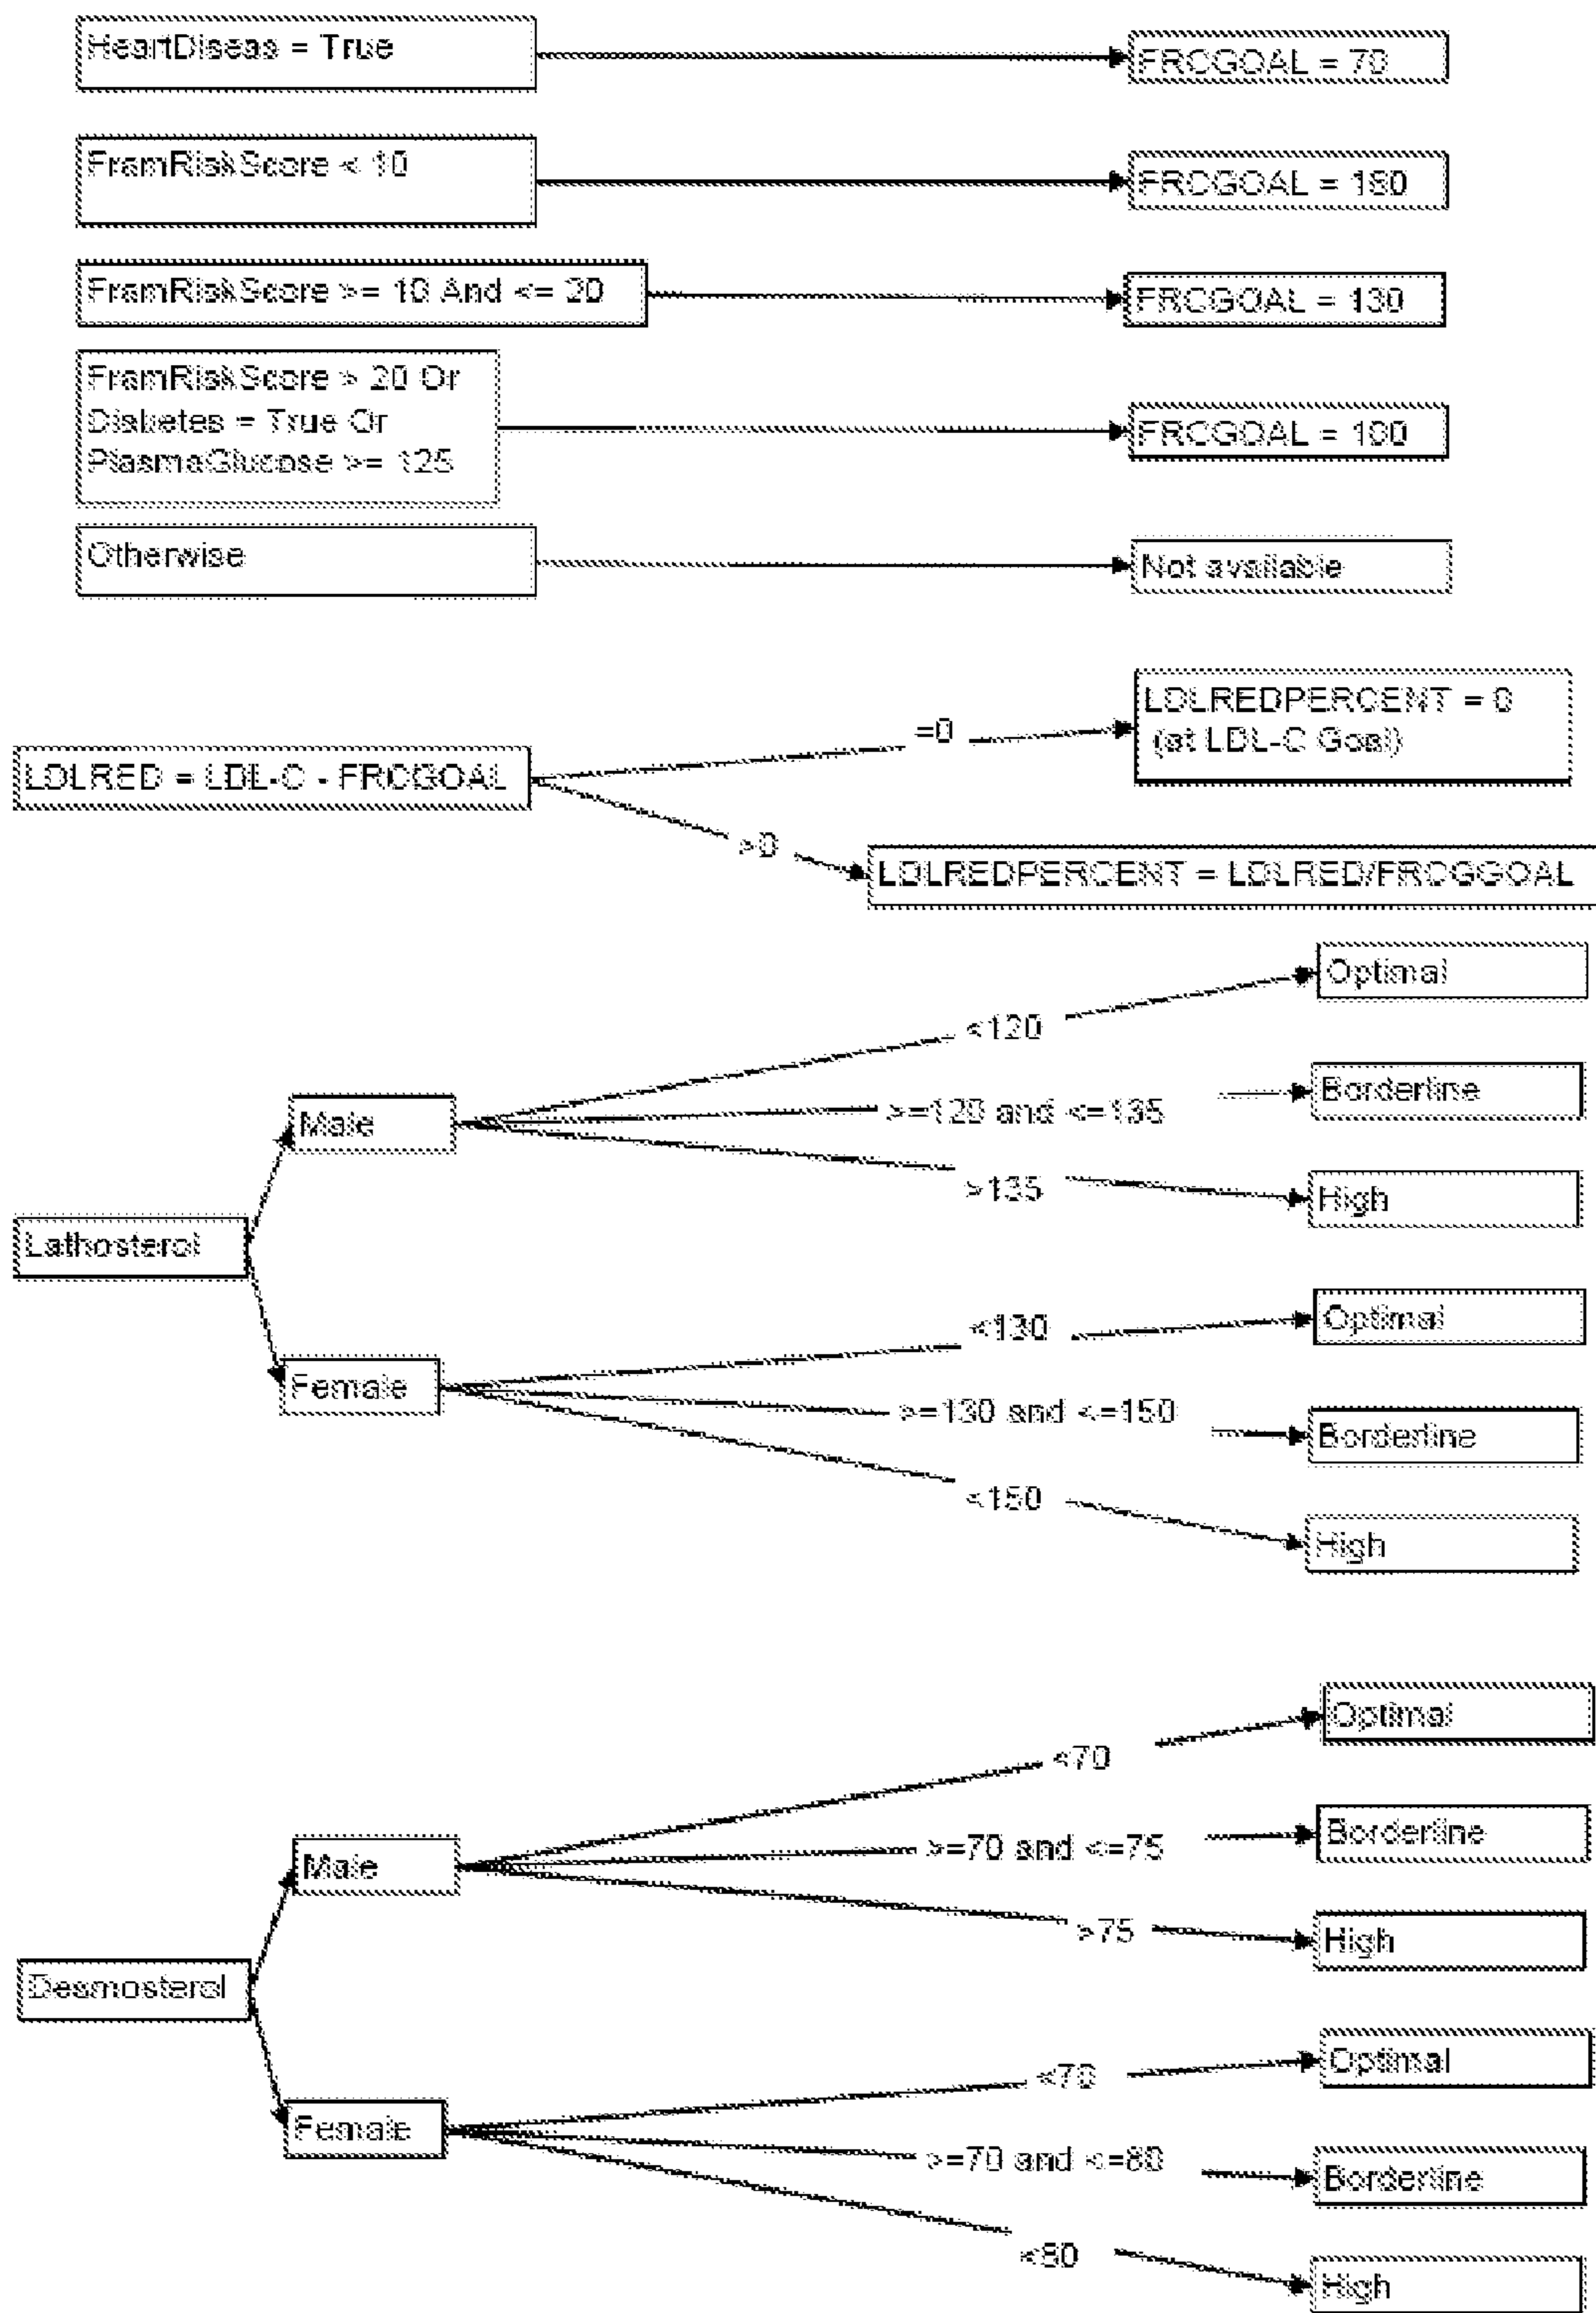 HeartDiseas = True
FRCGOAL = 70
FramRiskScore < 10
FRCGOAL =
FramRiskScore >= 10 And <= 20
FRCGOAL = 130
FramRiskScore > 20 Or
Diabetes = True Or
PlasmaGlucose >= 125
FRCGOAL =
Otherwise
Not available
LDLRED = LDL-C - FRCGOAL
=0
LDLREDPERCENT = 0
(at LDL-C Goal)
>0
LDLREDPERCENT = LDLRED/FRCGGOAL
Lathosterol
Male
<120
Optimal
>=120 and <=135
Borderline
>135
High
Female
<130
Optimal
>=130 and <=150
Borderline
<150
High
Desmosterol
Male
<70
Optimal
>=70 and <=75
Borderline
>75
High
Female
<70
Optimal
>=70 and <=80
Borderline
<80
High